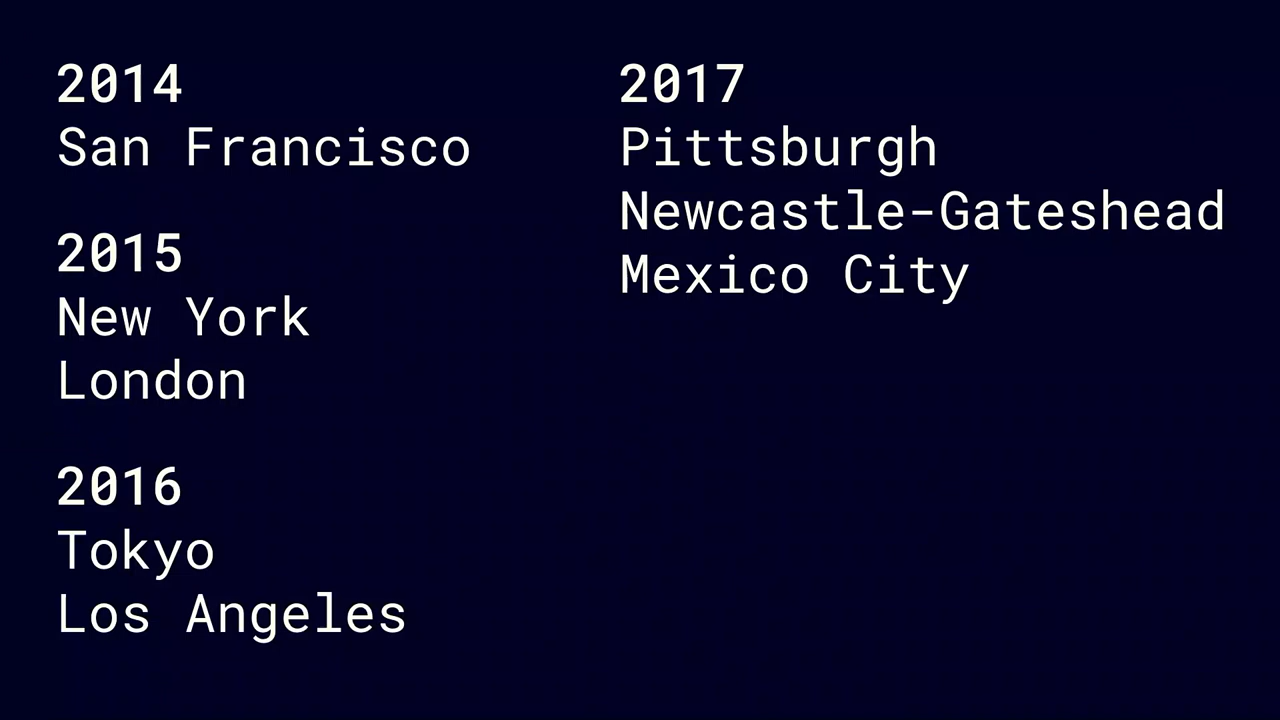 2014
San Francisco
2015
New York
London
2016
Tokyo
Los Angeles
2017
Pittsburgh
Newcastle-Gateshead
Mexico City